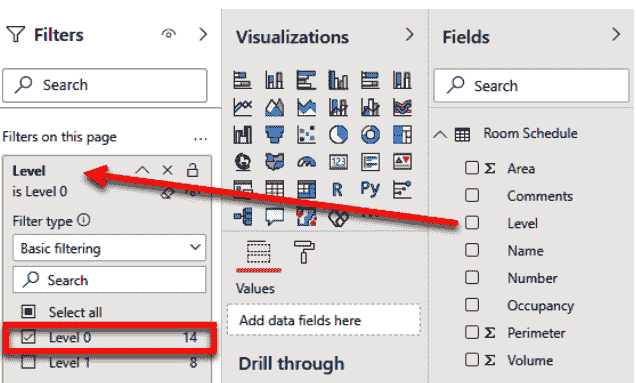 Filters
Search
Filters on this page
...
Level
is Level 0
Filter type
Basic filtering
Search
Select all
Level 0 14
Level 1 8
Visualizations
123
R
Py
Values
Add data fields here
Drill through
Fields
Search
Room Schedule
Σ Area
Comments
Level
Name
Number
Occupancy
Σ Perimeter
Σ Volume